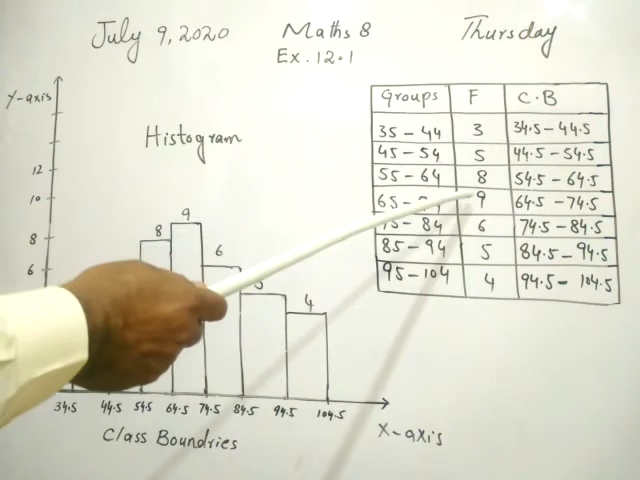 July 9, 2020 Maths 8 Thursday
Ex. 12.1
Y-axis
Histogram
12
10
8
6
8
9
6
4
34.5 44.5 54.5 64.5 74.5 84.5 94.5 104.5
X-axis
Class Boundries
Groups F C.B
35 - 44 3 34.5 - 44.5
45 - 54 5 44.5 - 54.5
55 - 64 8 54.5 - 64.5
65 - 9 64.5 - 74.5
75 - 84 6 74.5 - 84.5
85 - 94 5 84.5 - 94.5
95 - 104 4 94.5 - 104.5